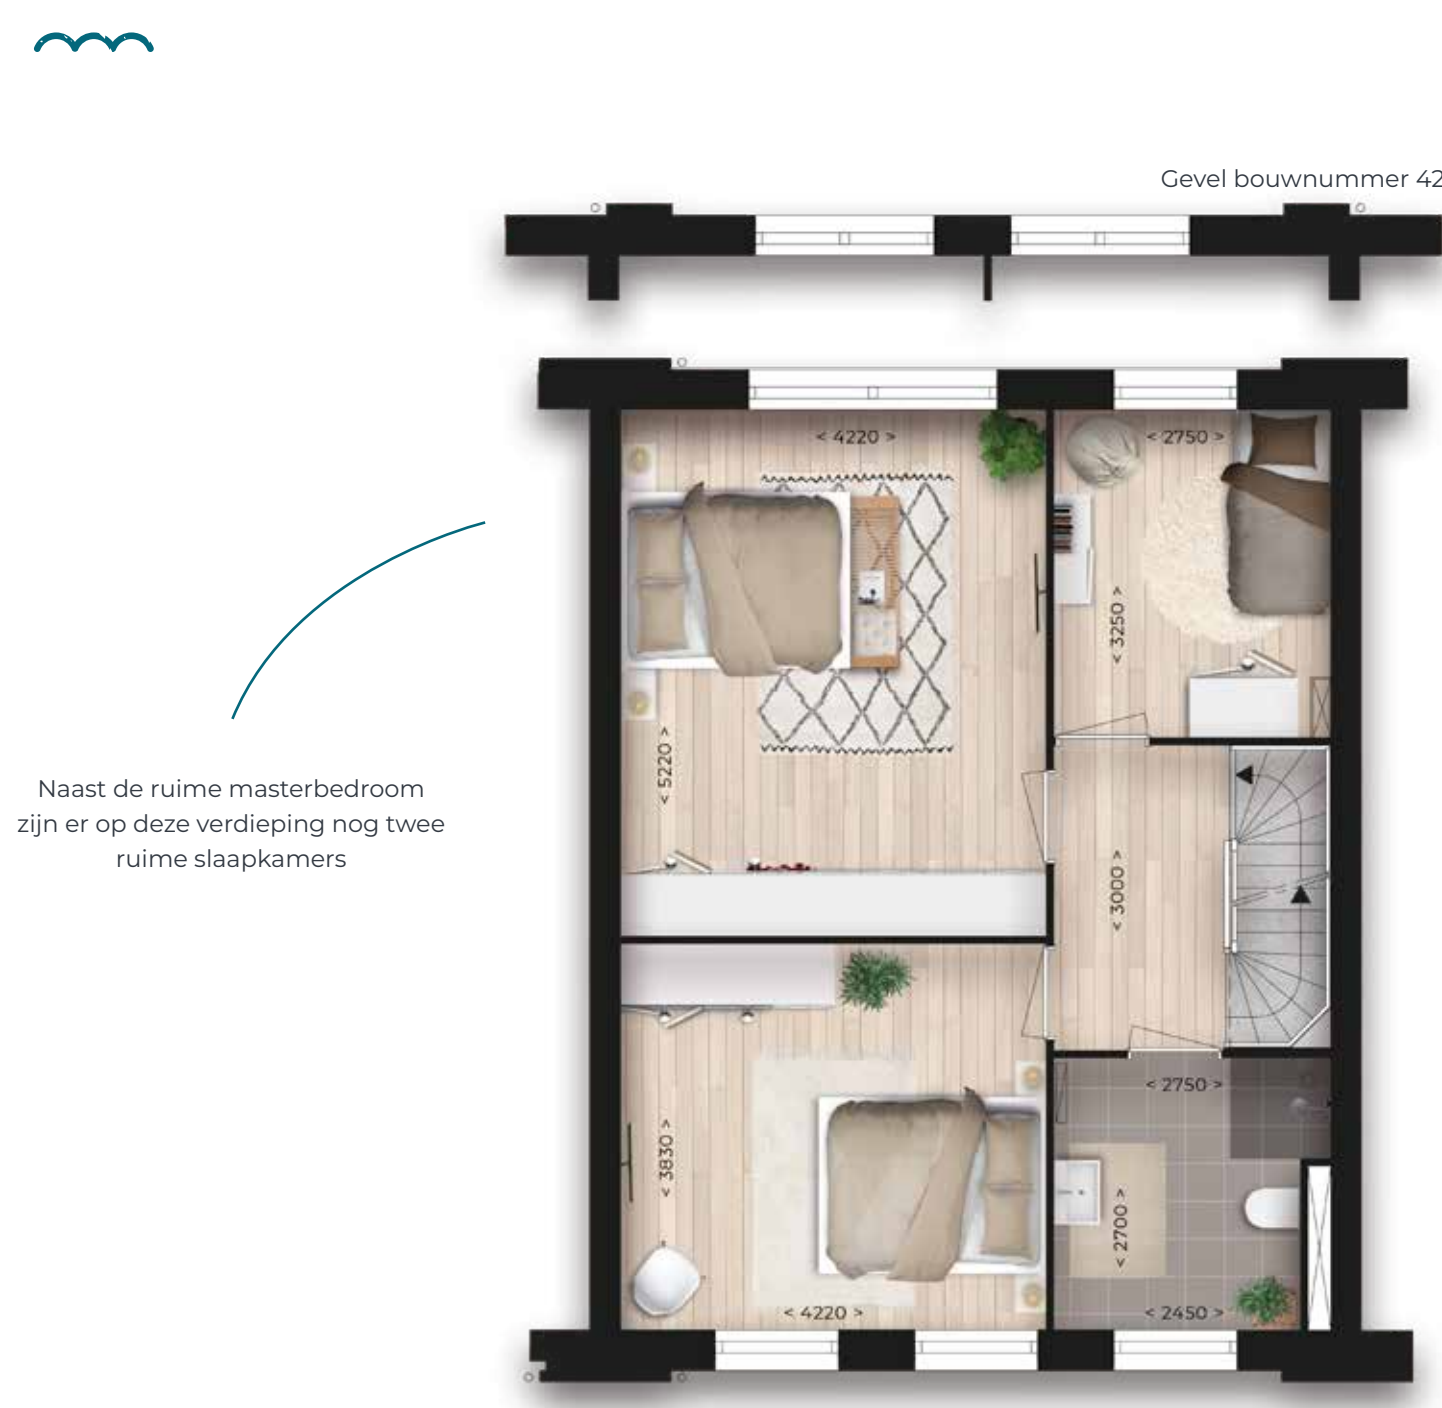 Gevel bouwnummer 42
< 4220 >
< 2750 >
< 3250 >
< 5220 >
Naast de ruime masterbedroom
zijn er op deze verdieping nog twee
ruime slaapkamers
< 3000 >
< 2750 >
< 3830 >
< 2700 >
< 4220 >
< 2450 >